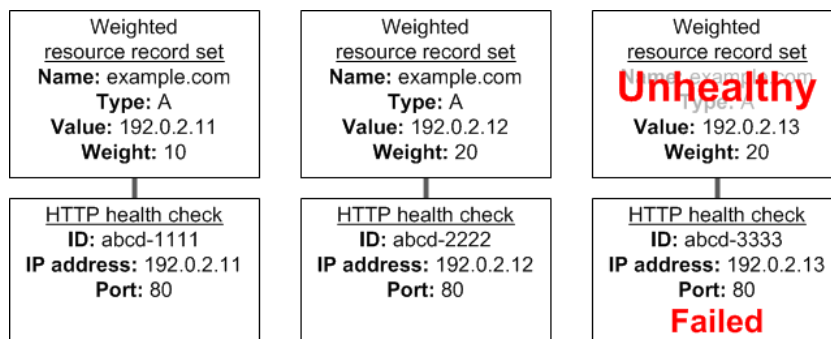 Weighted
resource record set
Name: example.com
Type: A
Value: 192.0.2.11
Weight: 10
HTTP health check
ID: abcd-1111
IP address: 192.0.2.11
Port: 80
Weighted
resource record set
Name: example.com
Type: A
Value: 192.0.2.12
Weight: 20
HTTP health check
ID: abcd-2222
IP address: 192.0.2.12
Port: 80
Weighted
resource record set
Name: example.com
Unhealthy
Type: A
Value: 192.0.2.13
Weight: 20
HTTP health check
ID: abcd-3333
IP address: 192.0.2.13
Port: 80
Failed